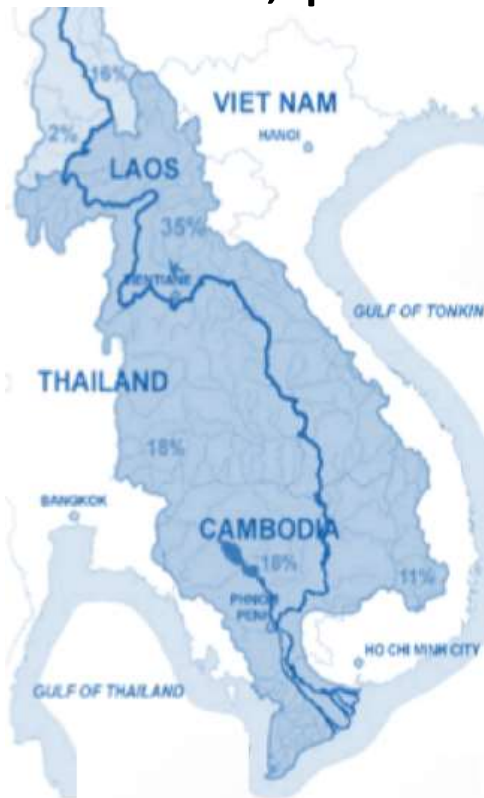 16%
VIET NAM
HANOI
2%
LAOS
35%
VIENTIANE
GULF OF TONKIN
THAILAND
18%
BANGKOK
CAMBODIA
18%
11%
PHNOM
PENH
HO CHI MINH CITY
GULF OF THAILAND